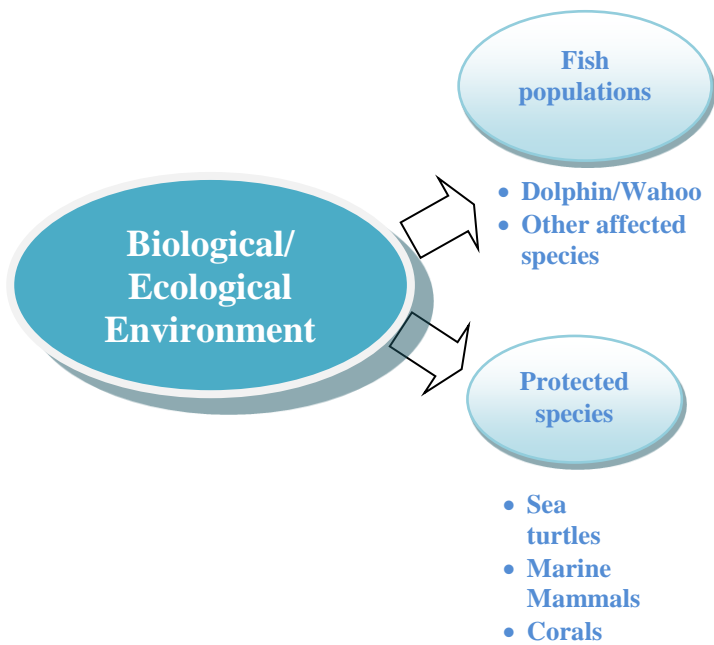 Biological/
Ecological
Environment
Fish
populations
• Dolphin/Wahoo
• Other affected
species
Protected
species
• Sea
turtles
• Marine
Mammals
• Corals